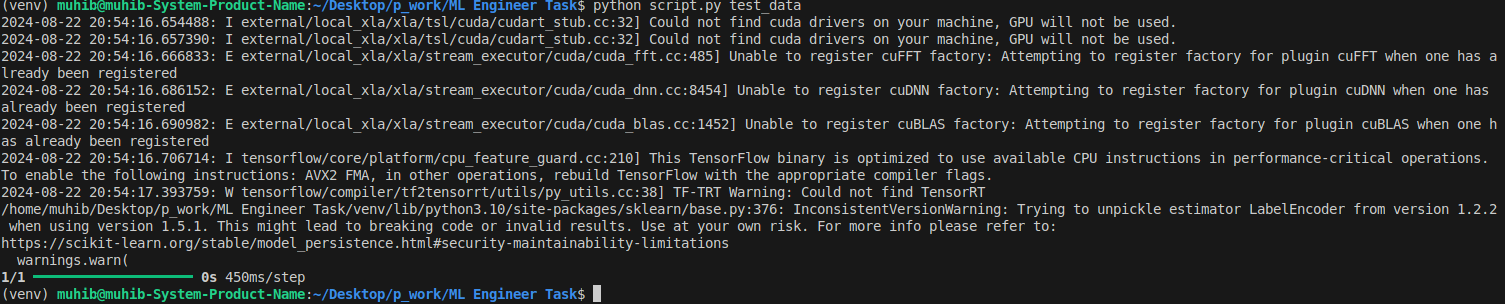 (venv) muhib@muhib-System-Product-Name:~/Desktop/p_work/ML Engineer Task$ python script.py test_data
2024-08-22 20:54:16.654488: I external/local_xla/xla/tsl/cuda/cudart_stub.cc:32] Could not find cuda drivers on your machine, GPU will not be used.
2024-08-22 20:54:16.657390: I external/local_xla/xla/tsl/cuda/cudart_stub.cc:32] Could not find cuda drivers on your machine, GPU will not be used.
2024-08-22 20:54:16.666833: E external/local_xla/xla/stream_executor/cuda/cuda_fft.cc:485] Unable to register cuFFT factory: Attempting to register factory for plugin cuFFT when one has a
lready been registered
2024-08-22 20:54:16.686152: E external/local_xla/xla/stream_executor/cuda/cuda_dnn.cc:8454] Unable to register cuDNN factory: Attempting to register factory for plugin cuDNN when one has
already been registered
2024-08-22 20:54:16.690982: E external/local_xla/xla/stream_executor/cuda/cuda_blas.cc:1452] Unable to register cuBLAS factory: Attempting to register factory for plugin cuBLAS when one h
as already been registered
2024-08-22 20:54:16.706714: I tensorflow/core/platform/cpu_feature_guard.cc:210] This TensorFlow binary is optimized to use available CPU instructions in performance-critical operations.
To enable the following instructions: AVX2 FMA, in other operations, rebuild TensorFlow with the appropriate compiler flags.
2024-08-22 20:54:17.393759: W tensorflow/compiler/tf2tensorrt/utils/py_utils.cc:38] TF-TRT Warning: Could not find TensorRT
/home/muhib/Desktop/p_work/ML Engineer Task/venv/lib/python3.10/site-packages/sklearn/base.py:376: InconsistentVersionWarning: Trying to unpickle estimator LabelEncoder from version 1.2.2
 when using version 1.5.1. This might lead to breaking code or invalid results. Use at your own risk. For more info please refer to:
https://scikit-learn.org/stable/model_persistence.html#security-maintainability-limitations
  warnings.warn(
1/1 ━━━━━━━━━━━━━━━━━━━━ 0s 450ms/step
(venv) muhib@muhib-System-Product-Name:~/Desktop/p_work/ML Engineer Task$